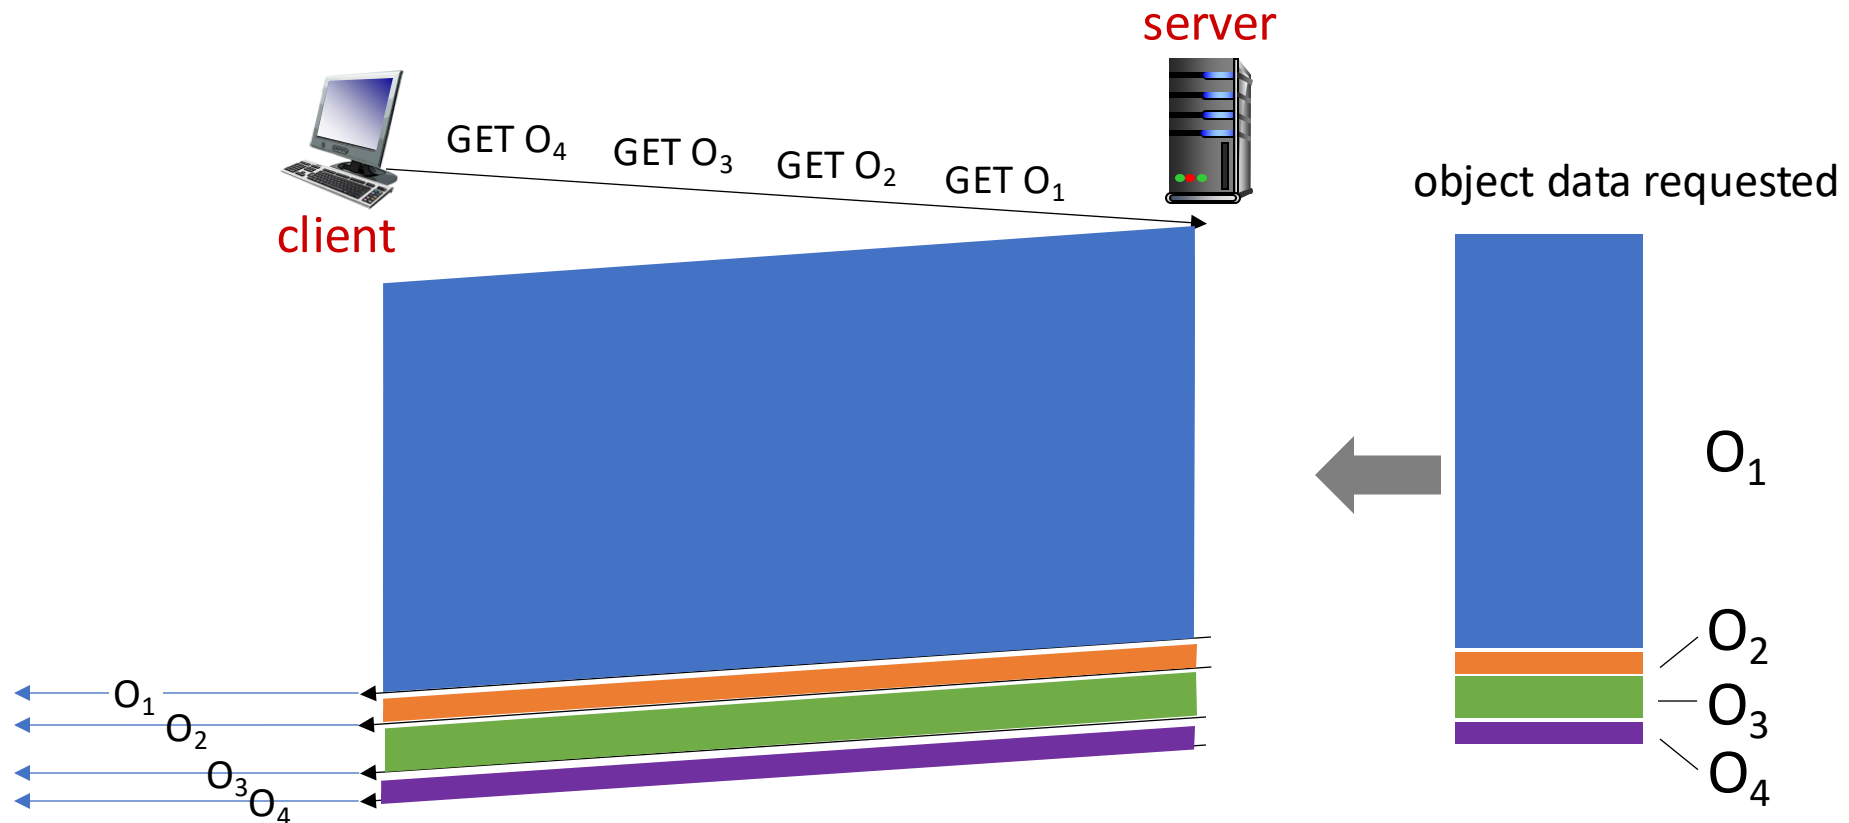 server
client
GET O₄
GET O₃
GET O₂
GET O₁
object data requested
O₁
O₂
O₃
O₄
O₁
O₂
O₃
O₄